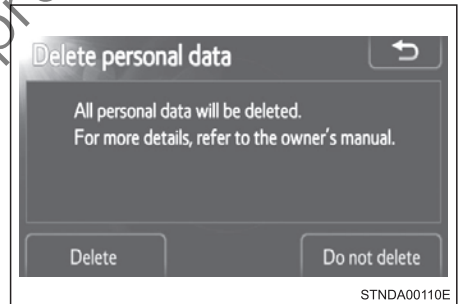 Delete personal data
All personal data will be deleted.
For more details, refer to the owner's manual.
Delete
Do not delete
STNDA00110E